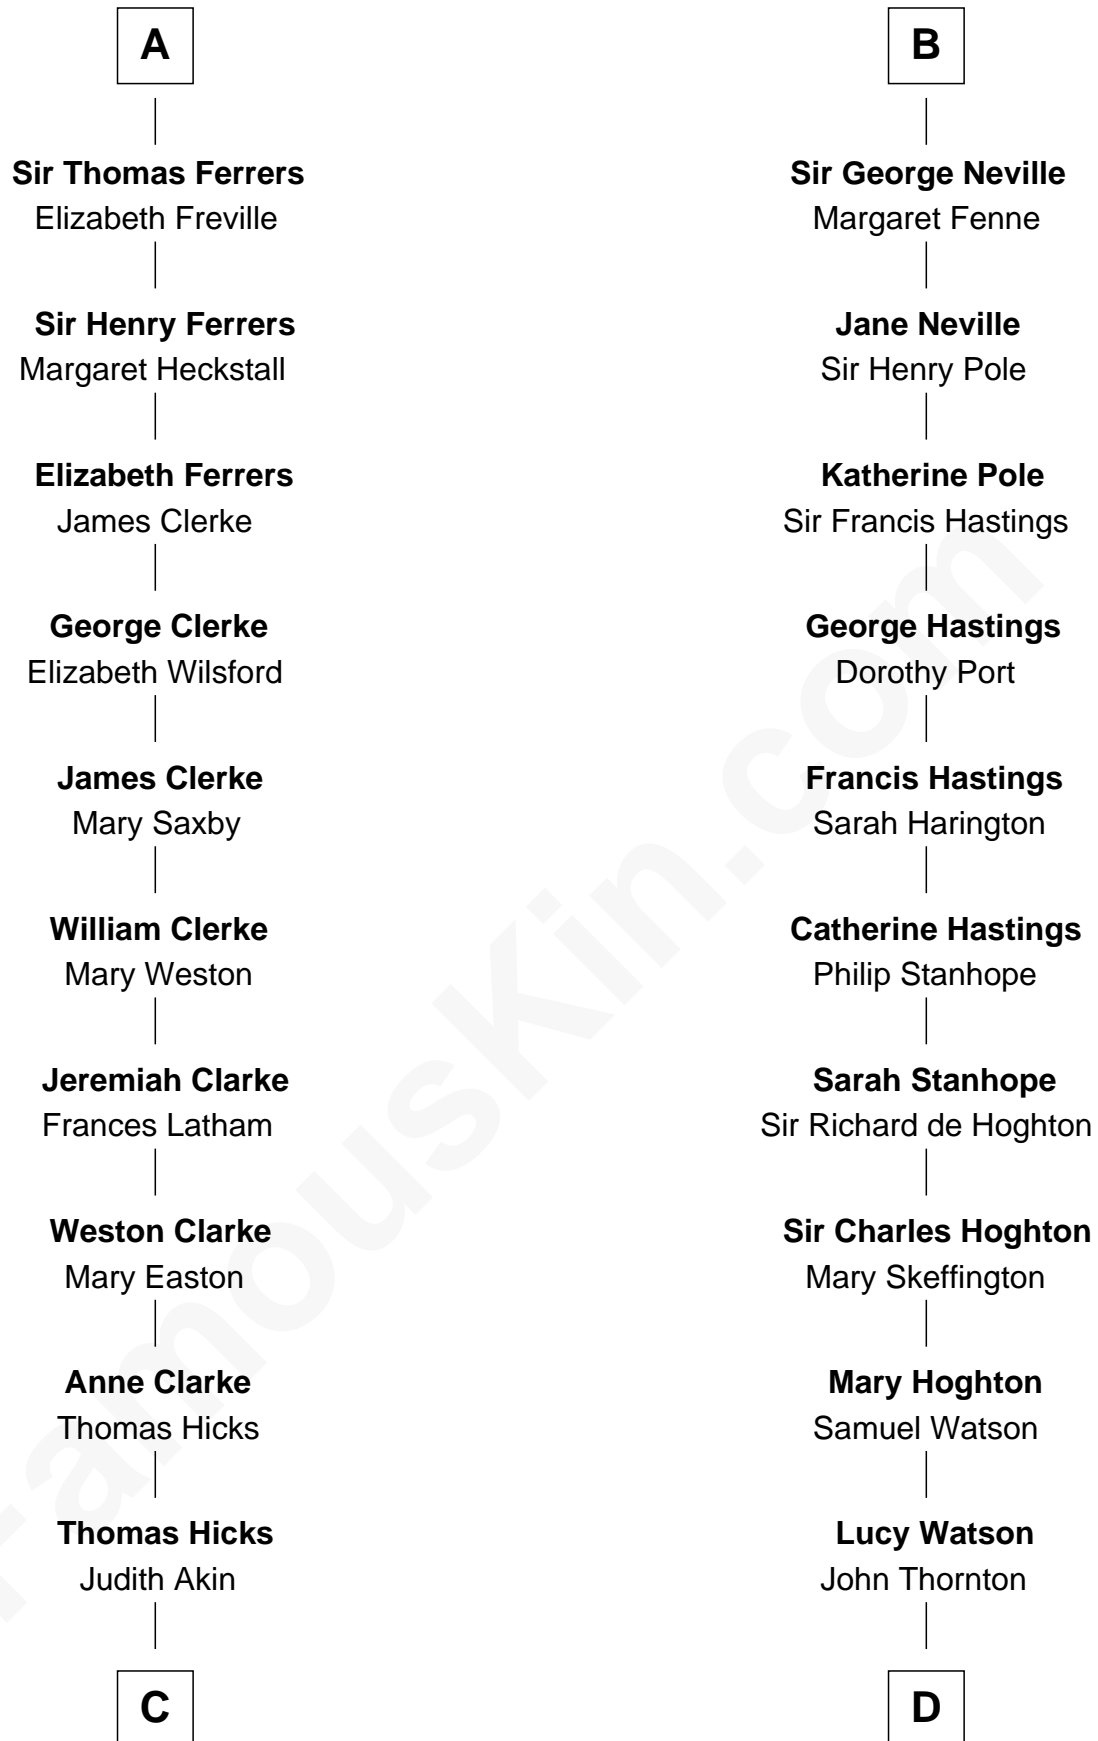 A
Sir Thomas Ferrers
Elizabeth Freville
Sir Henry Ferrers
Margaret Heckstall
Elizabeth Ferrers
James Clerke
George Clerke
Elizabeth Wilsford
James Clerke
Mary Saxby
William Clerke
Mary Weston
Jeremiah Clarke
Frances Latham
Weston Clarke
Mary Easton
Anne Clarke
Thomas Hicks
Thomas Hicks
Judith Akin
C
B
Sir George Neville
Margaret Fenne
Jane Neville
Sir Henry Pole
Katherine Pole
Sir Francis Hastings
George Hastings
Dorothy Port
Francis Hastings
Sarah Harington
Catherine Hastings
Philip Stanhope
Sarah Stanhope
Sir Richard de Hoghton
Sir Charles Hoghton
Mary Skeffington
Mary Hoghton
Samuel Watson
Lucy Watson
John Thornton
D
FamousKin.com